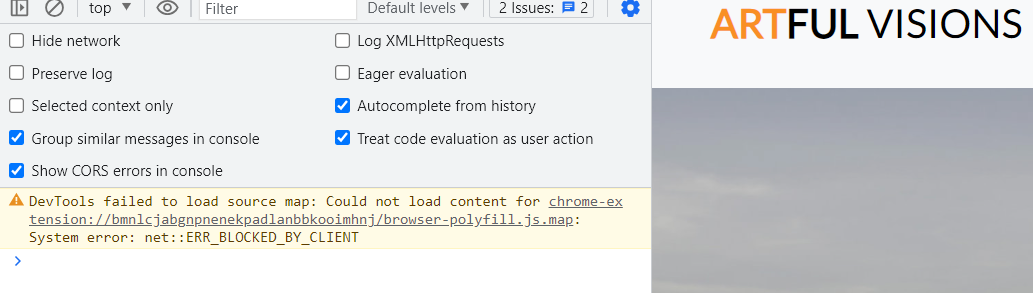 top
Filter
Default levels
2 Issues: 2
ARTFUL VISIONS
Hide network
Log XMLHttpRequests
Preserve log
Eager evaluation
Selected context only
Autocomplete from history
Group similar messages in console
Treat code evaluation as user action
Show CORS errors in console
DevTools failed to load source map: Could not load content for chrome-ex
tension://bmnlcjabgnpnenekpadlanbbkooimhnj/browser-polyfill.js.map:
System error: net::ERR_BLOCKED_BY_CLIENT